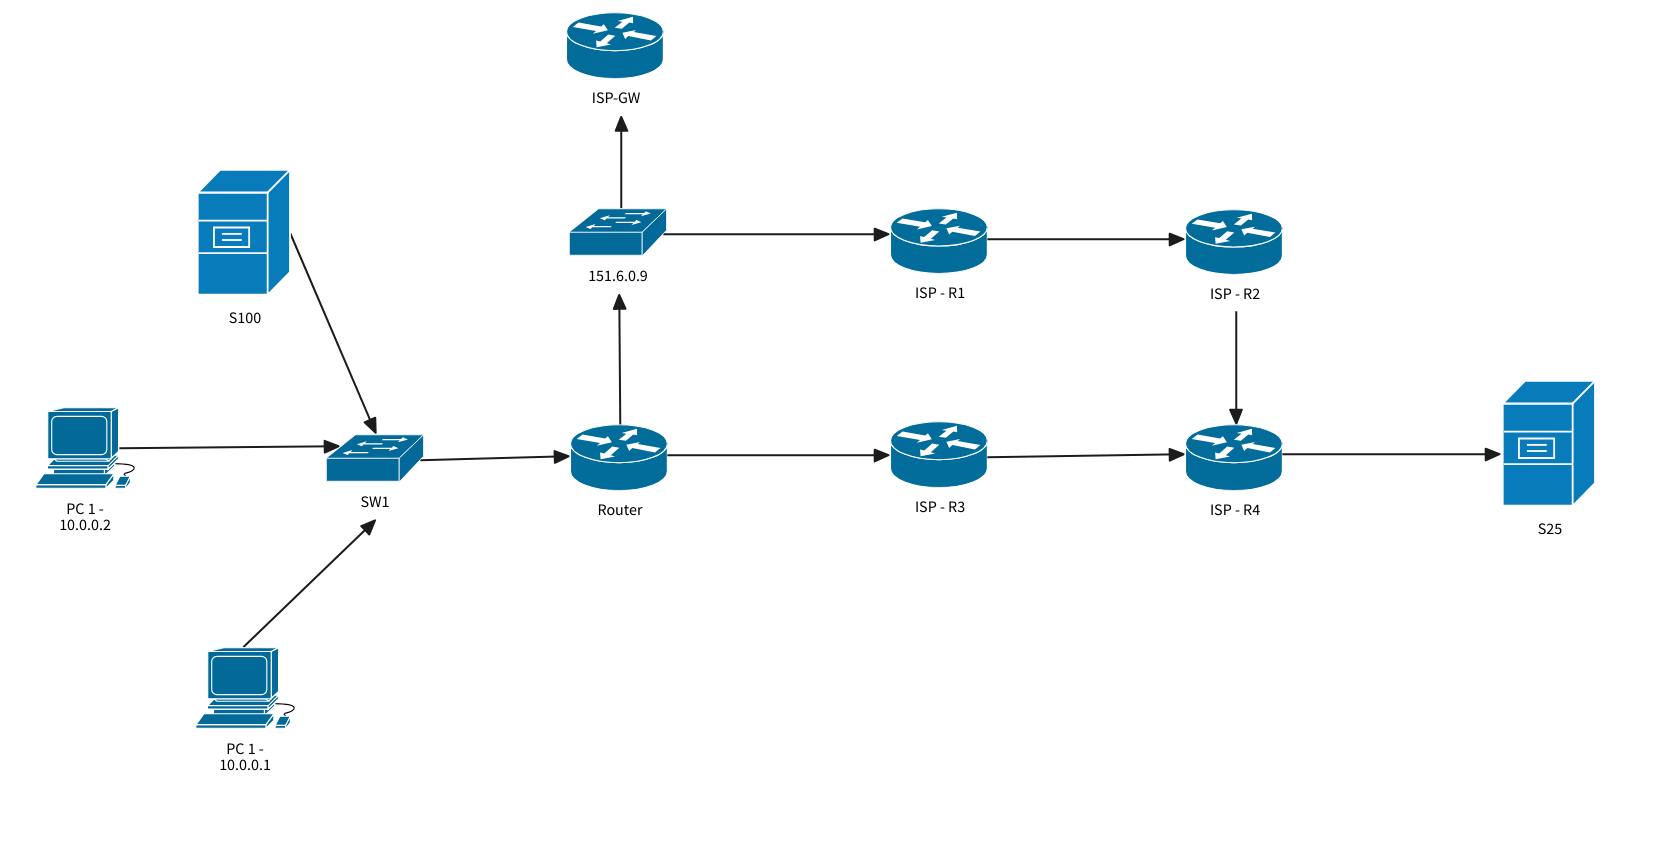 ISP-GW
151.6.0.9
ISP - R1
ISP - R2
S100
PC 1 -
10.0.0.2
SW1
Router
ISP - R3
ISP - R4
S25
PC 1 -
10.0.0.1